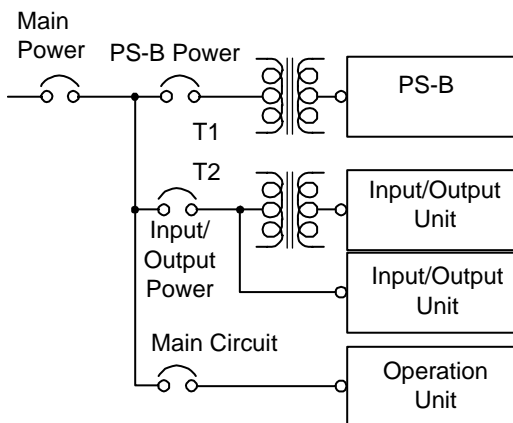 Main
Power
PS-B Power
PS-B
T1
T2
Input/Output
Unit
Input/
Output
Power
Input/Output
Unit
Main Circuit
Operation
Unit